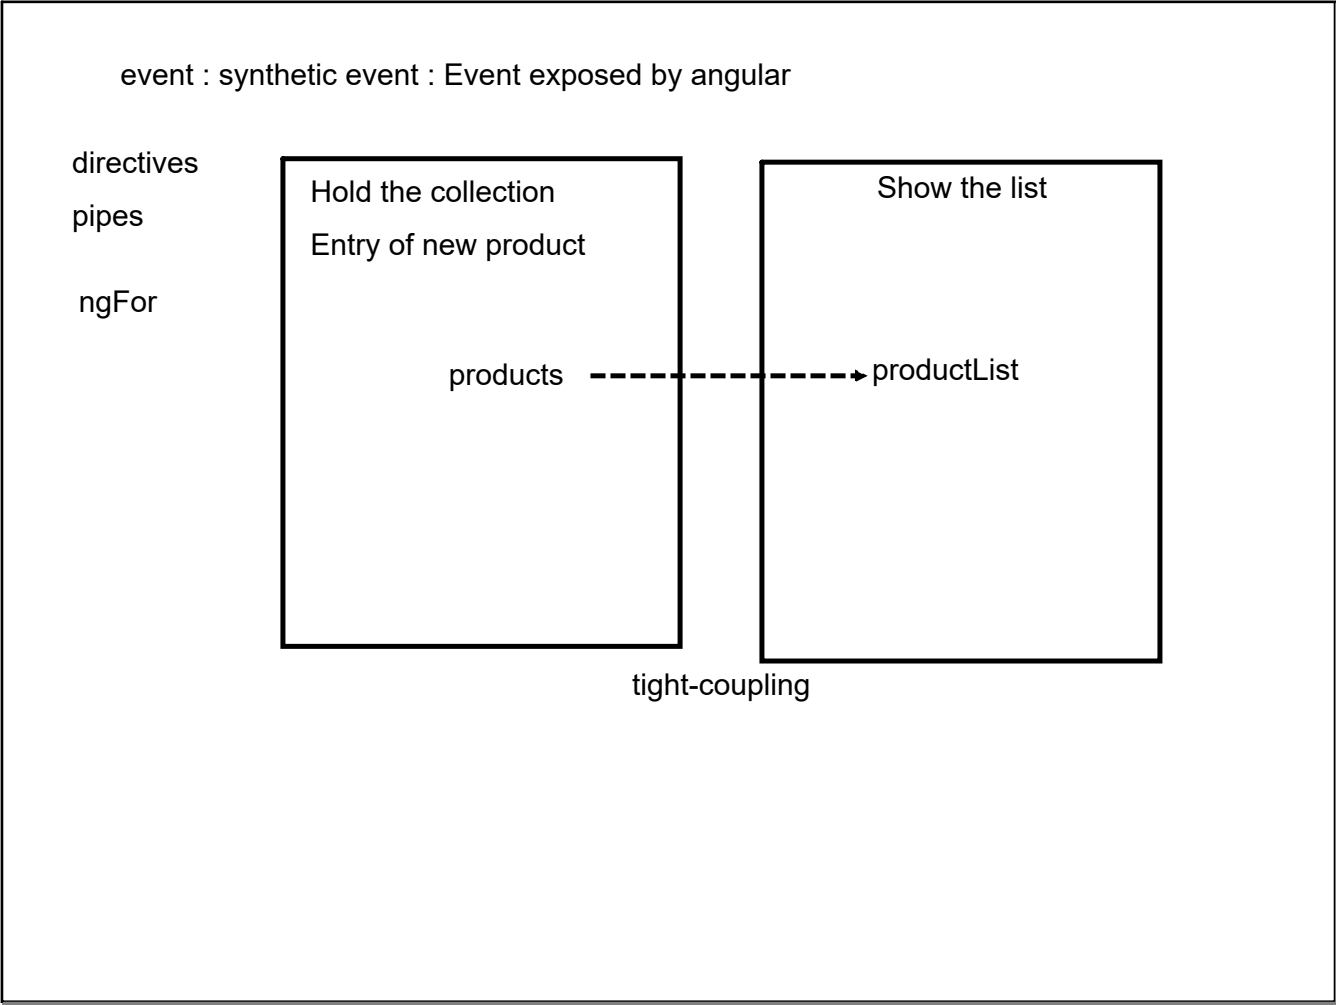 event : synthetic event : Event exposed by angular
directives
pipes
ngFor
Hold the collection
Entry of new product
products
Show the list
productList
tight-coupling